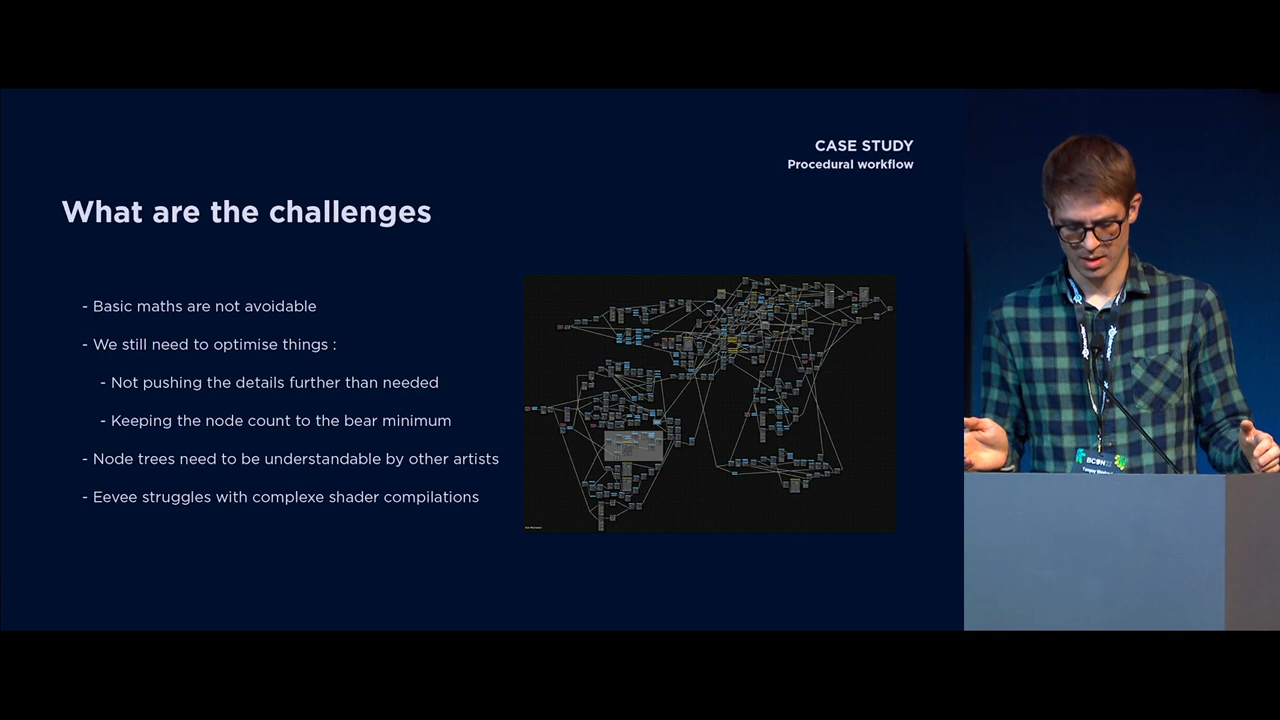 CASE STUDY
Procedural workflow
What are the challenges
- Basic maths are not avoidable
- We still need to optimise things :
- Not pushing the details further than needed
- Keeping the node count to the bear minimum
- Node trees need to be understandable by other artists
- Eevee struggles with complexe shader compilations
BCON